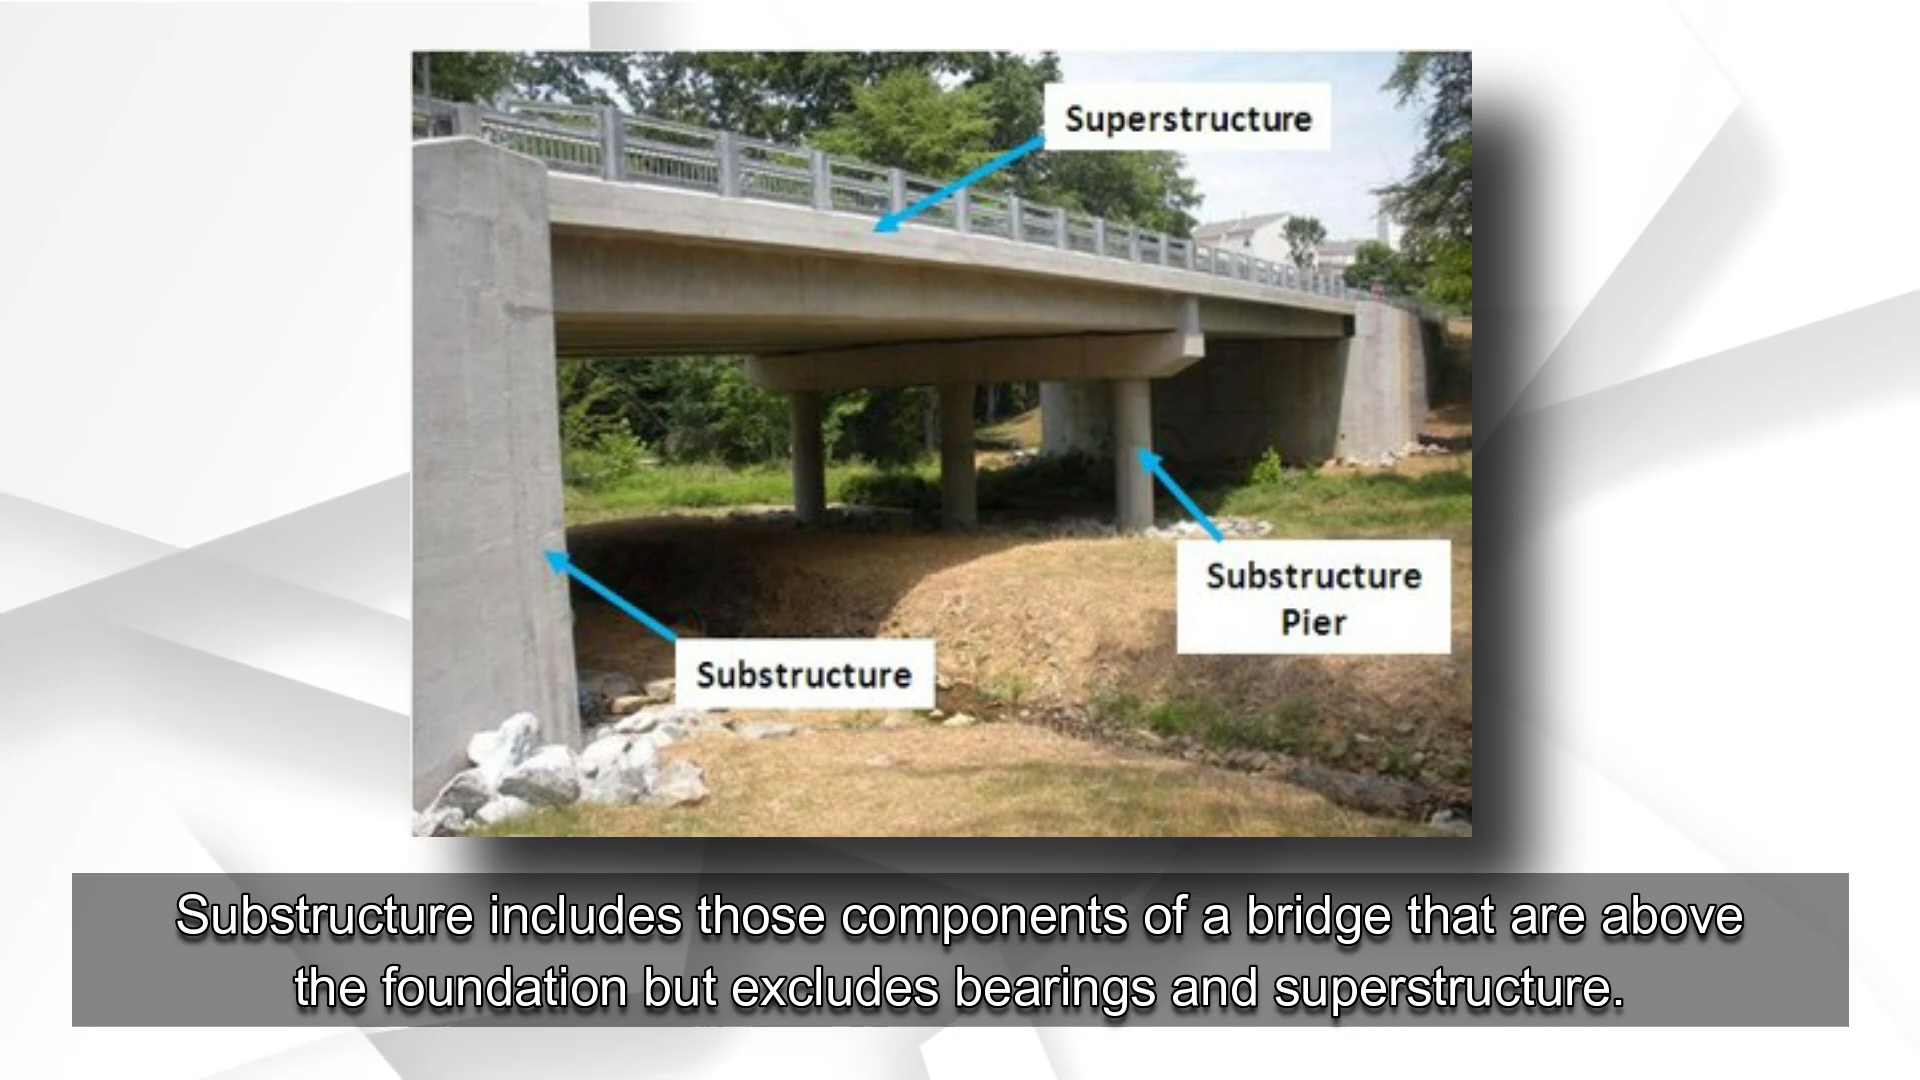 Superstructure
Substructure
Pier
Substructure
Substructure includes those components of a bridge that are above
the foundation but excludes bearings and superstructure.